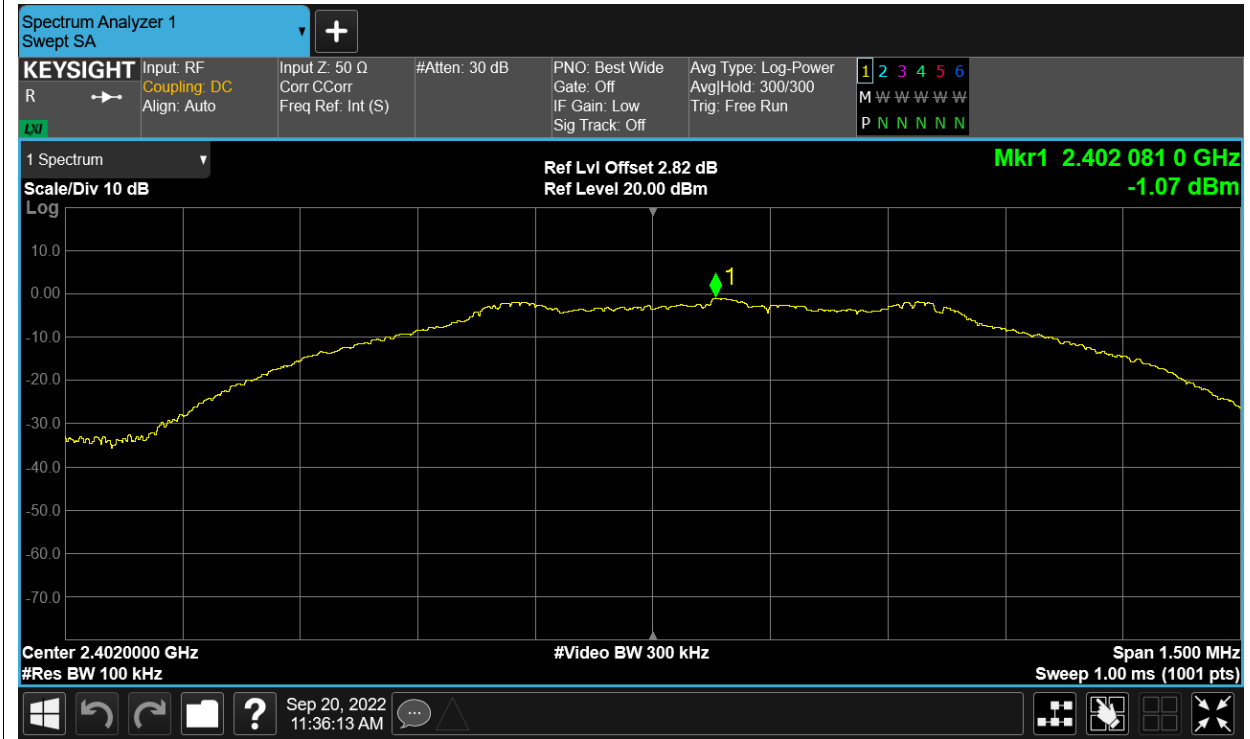 Spectrum Analyzer 1
Swept SA
KEYSIGHT
R
LXI
Input: RF
Coupling: DC
Align: Auto
Input Z: 50 Ω
Corr CCorr
Freq Ref: Int (S)
#Atten: 30 dB
PNO: Best Wide
Gate: Off
IF Gain: Low
Sig Track: Off
Avg Type: Log-Power
Avg|Hold: 300/300
Trig: Free Run
1 2 3 4 5 6
M W W W W W
P N N N N N
1 Spectrum
Scale/Div 10 dB
Log
Ref Lvl Offset 2.82 dB
Ref Level 20.00 dBm
Mkr1 2.402 081 0 GHz
-1.07 dBm
10.0
0.00
-10.0
-20.0
-30.0
-40.0
-50.0
-60.0
-70.0
1
Center 2.4020000 GHz
#Res BW 100 kHz
#Video BW 300 kHz
Span 1.500 MHz
Sweep 1.00 ms (1001 pts)
?
Sep 20, 2022
11:36:13 AM